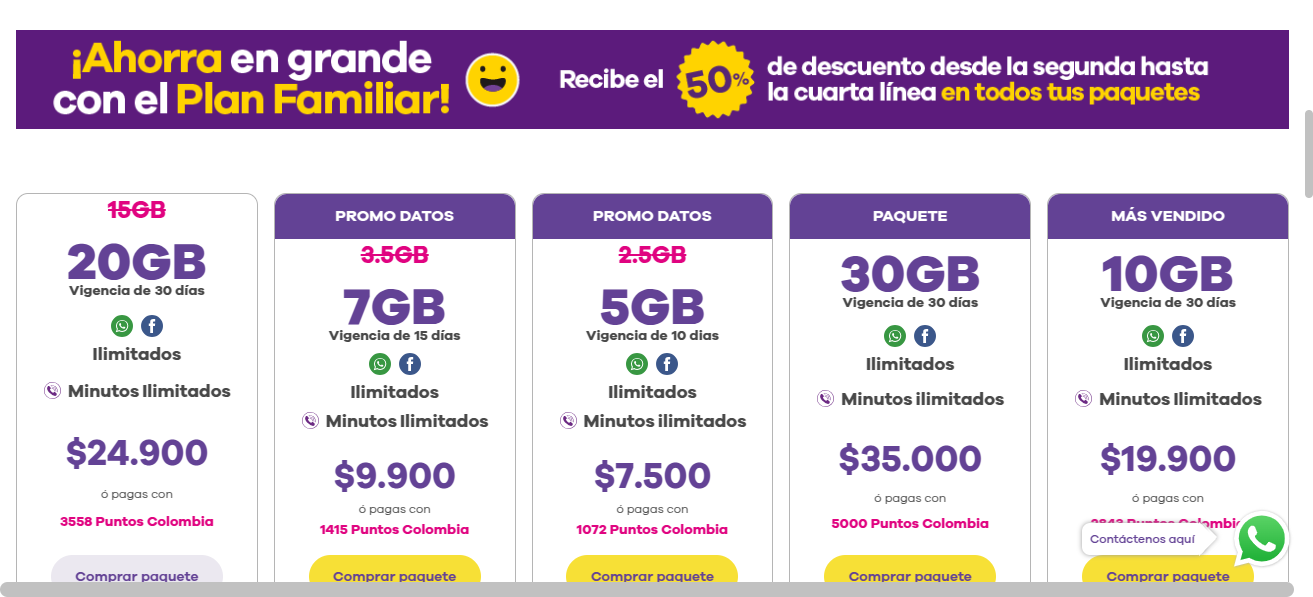 ¡Ahorra en grande
con el Plan Familiar!
Recibe el
50%
de descuento desde la segunda hasta
la cuarta línea en todos tus paquetes
15GB
20GB
Vigencia de 30 días
Ilimitados
Minutos Ilimitados
$24.900
ó pagas con
3558 Puntos Colombia
Comprar paquete
PROMO DATOS
3.5GB
7GB
Vigencia de 15 días
Ilimitados
Minutos Ilimitados
$9.900
ó pagas con
1415 Puntos Colombia
Comprar paquete
PROMO DATOS
2.5GB
5GB
Vigencia de 10 dias
Ilimitados
Minutos ilimitados
$7.500
ó pagas con
1072 Puntos Colombia
Comprar paquete
PAQUETE
30GB
Vigencia de 30 días
Ilimitados
Minutos ilimitados
$35.000
ó pagas con
5000 Puntos Colombia
Comprar paquete
MÁS VENDIDO
10GB
Vigencia de 30 días
Ilimitados
Minutos Ilimitados
$19.900
ó pagas con
Contáctenos aquí
Comprar paquete